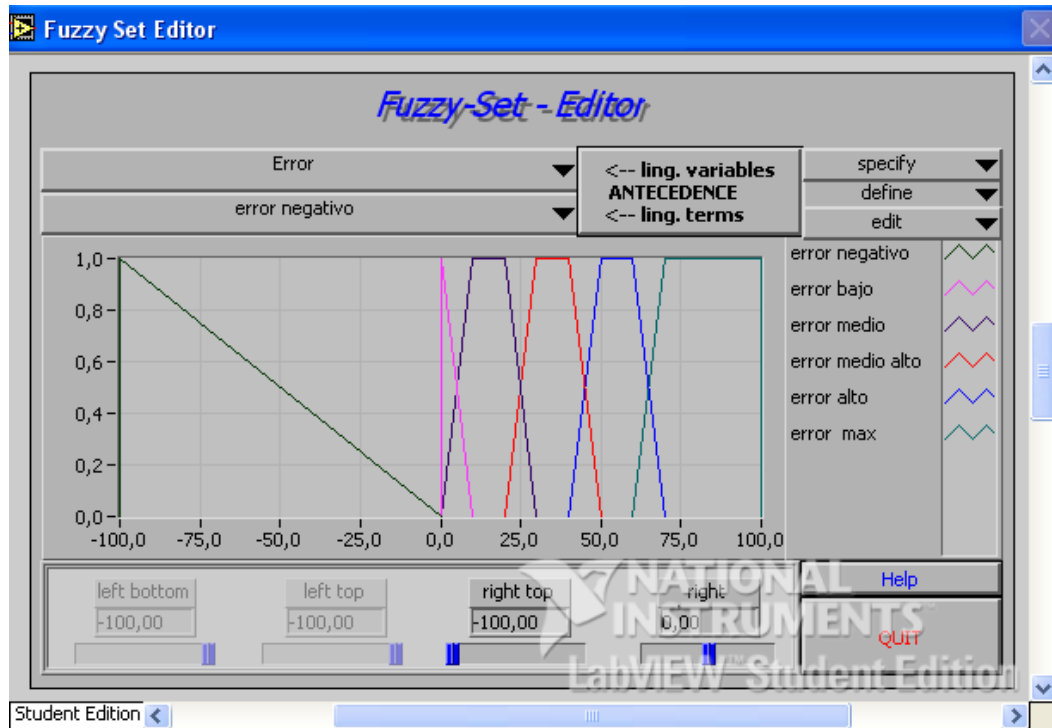 Fuzzy Set Editor
Fuzzy-Set - Editor
Error
error negativo
<-- ling. variables
ANTECEDENCE
<-- ling. terms
specify
define
edit
1,0
0,8
0,6
0,4
0,2
0,0
-100,0 -75,0 -50,0 -25,0 0,0 25,0 50,0 75,0 100,0
error negativo
error bajo
error medio
error medio alto
error alto
error max
left bottom left top right top right
-100,00 -100,00 -100,00 0,00
Help
QUIT
NATIONAL
INSTRUMENTS
LabVIEW™ Student Edition
Student Edition